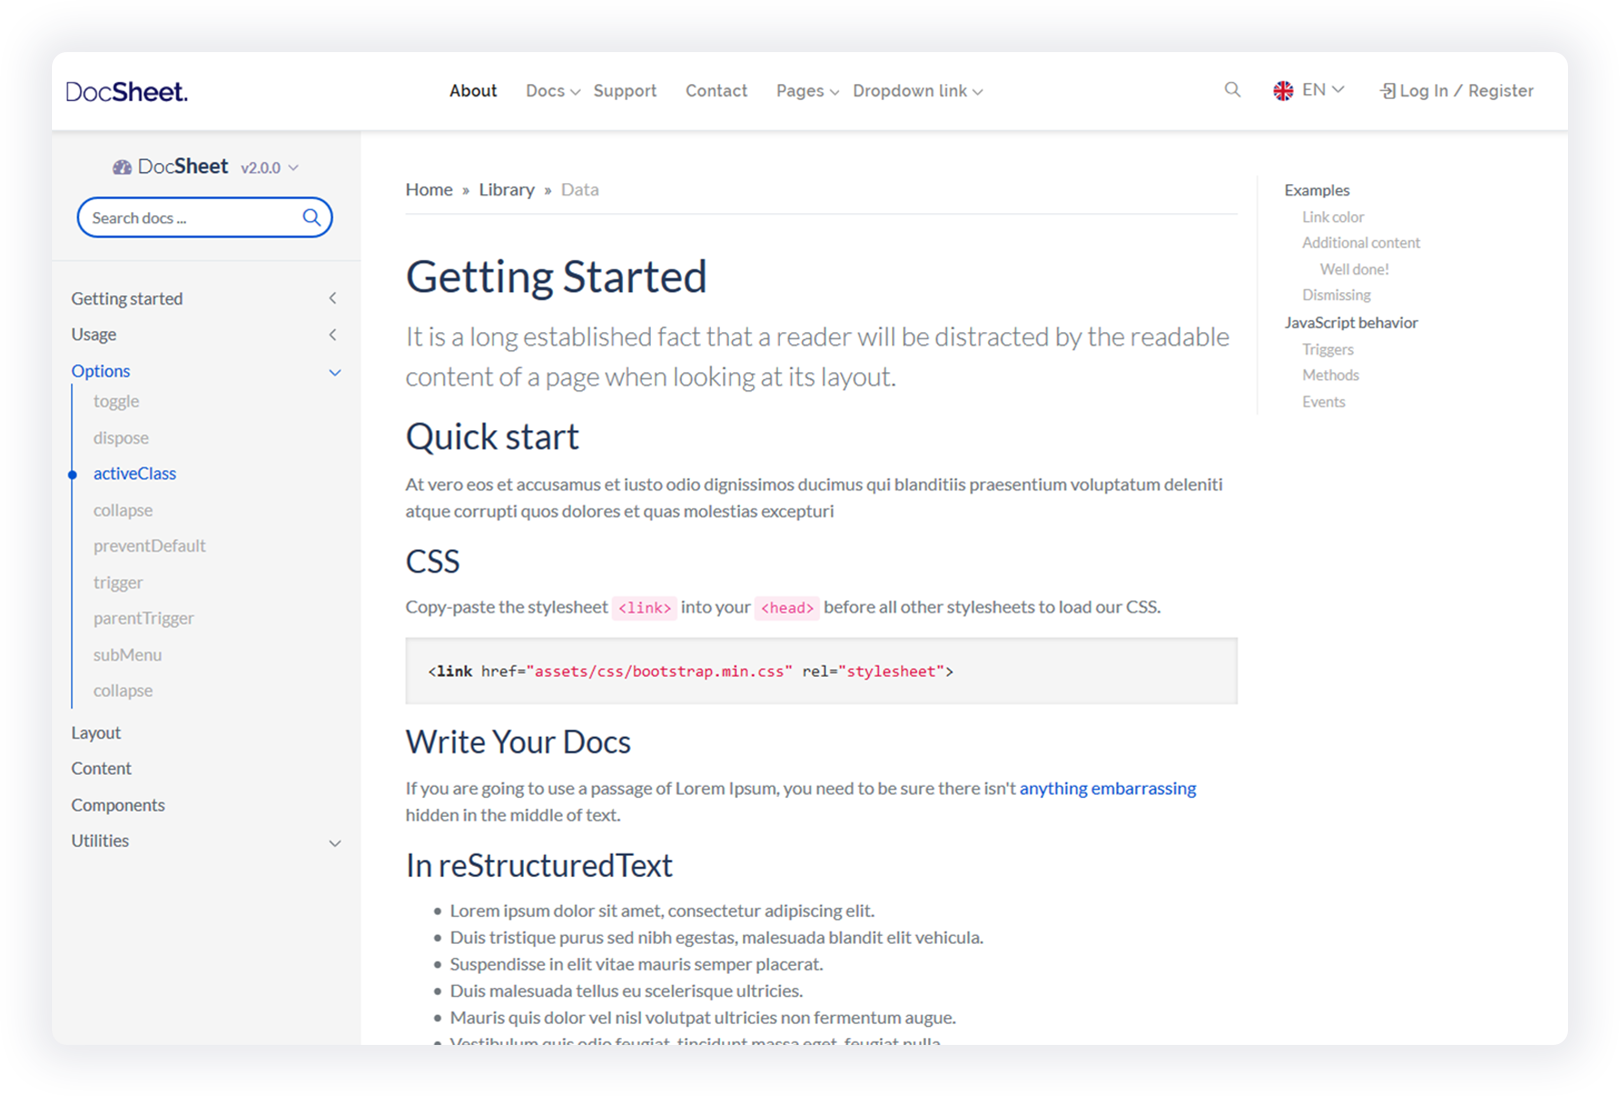 DocSheet.
About Docs Support Contact Pages Dropdown link EN Log In / Register
DocSheet v2.0.0
Search docs ...
Getting started
Usage
Options
toggle
dispose
activeClass
collapse
preventDefault
trigger
parentTrigger
subMenu
collapse
Layout
Content
Components
Utilities
Home » Library » Data
Getting Started
It is a long established fact that a reader will be distracted by the readable
content of a page when looking at its layout.
Quick start
At vero eos et accusamus et iusto odio dignissimos ducimus qui blanditiis praesentium voluptatum deleniti
atque corrupti quos dolores et quas molestias excepturi
CSS
Copy-paste the stylesheet <link> into your <head> before all other stylesheets to load our CSS.
<link href="assets/css/bootstrap.min.css" rel="stylesheet">
Write Your Docs
If you are going to use a passage of Lorem Ipsum, you need to be sure there isn't anything embarrassing
hidden in the middle of text.
In reStructuredText
• Lorem ipsum dolor sit amet, consectetur adipiscing elit.
• Duis tristique purus sed nibh egestas, malesuada blandit elit vehicula.
• Suspendisse in elit vitae mauris semper placerat.
• Duis malesuada tellus eu scelerisque ultricies.
• Mauris quis dolor vel nisl volutpat ultricies non fermentum augue.
• Vestibulum quis odio feugiat, tincidunt massa eget, feugiat nulla.
Examples
Link color
Additional content
Well done!
Dismissing
JavaScript behavior
Triggers
Methods
Events